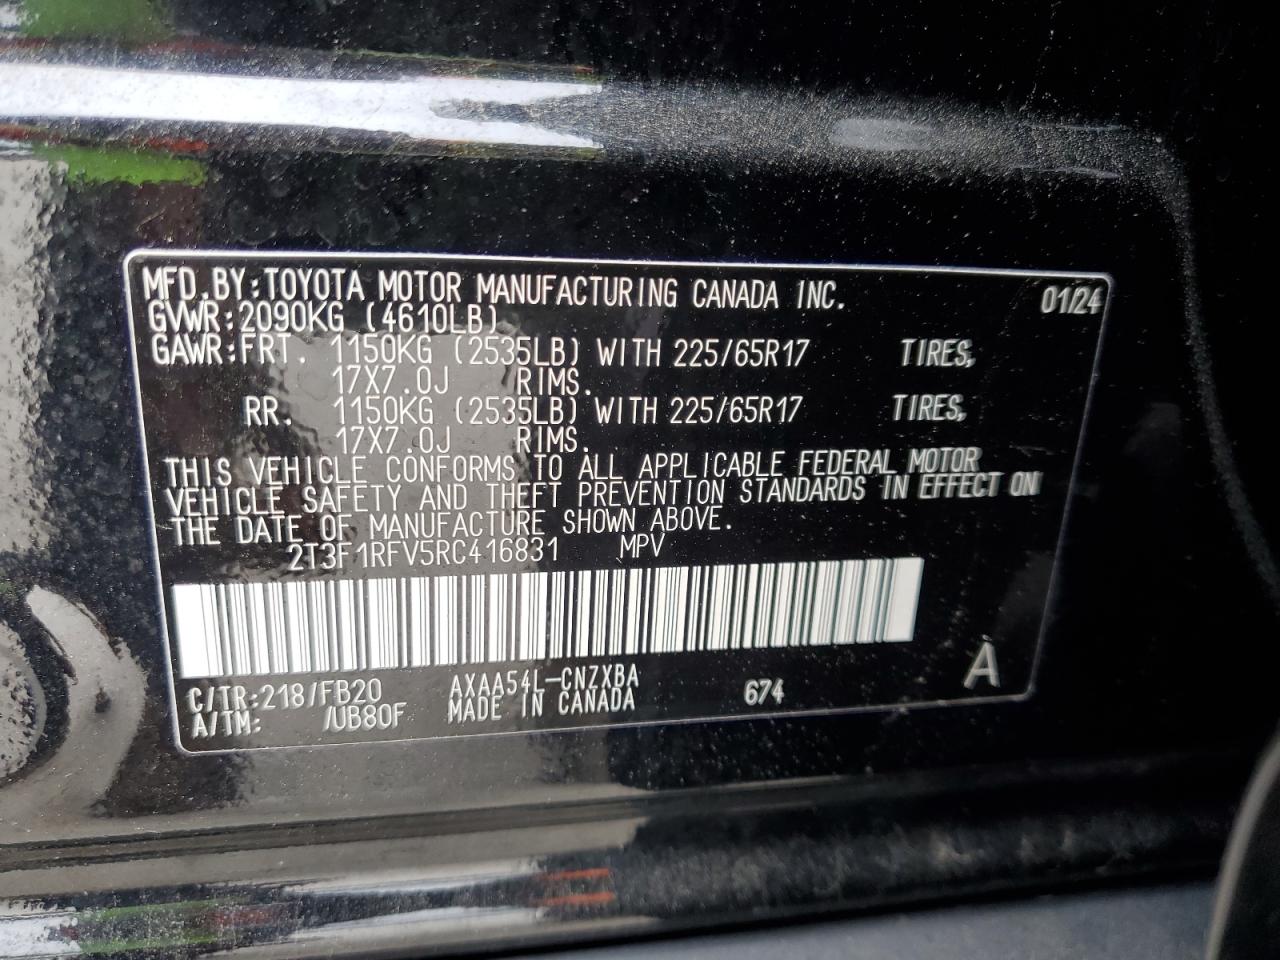 MFD.BY:TOYOTA MOTOR MANUFACTURING CANADA INC. 01/24
GVWR:2090KG (4610LB)
GAWR:FRT. 1150KG (2535LB) WITH 225/65R17 TIRES,
17X7.0J RIMS.
RR. 1150KG (2535LB) WITH 225/65R17 TIRES,
17X7.0J RIMS.
THIS VEHICLE CONFORMS TO ALL APPLICABLE FEDERAL MOTOR
VEHICLE SAFETY AND THEFT PREVENTION STANDARDS IN EFFECT ON
THE DATE OF MANUFACTURE SHOWN ABOVE.
2T3F1RFV5RC416831 MPV
C/TR:218/FB20 AXAA54L-CNZXBA 674 A
A/TM: /UB80F MADE IN CANADA